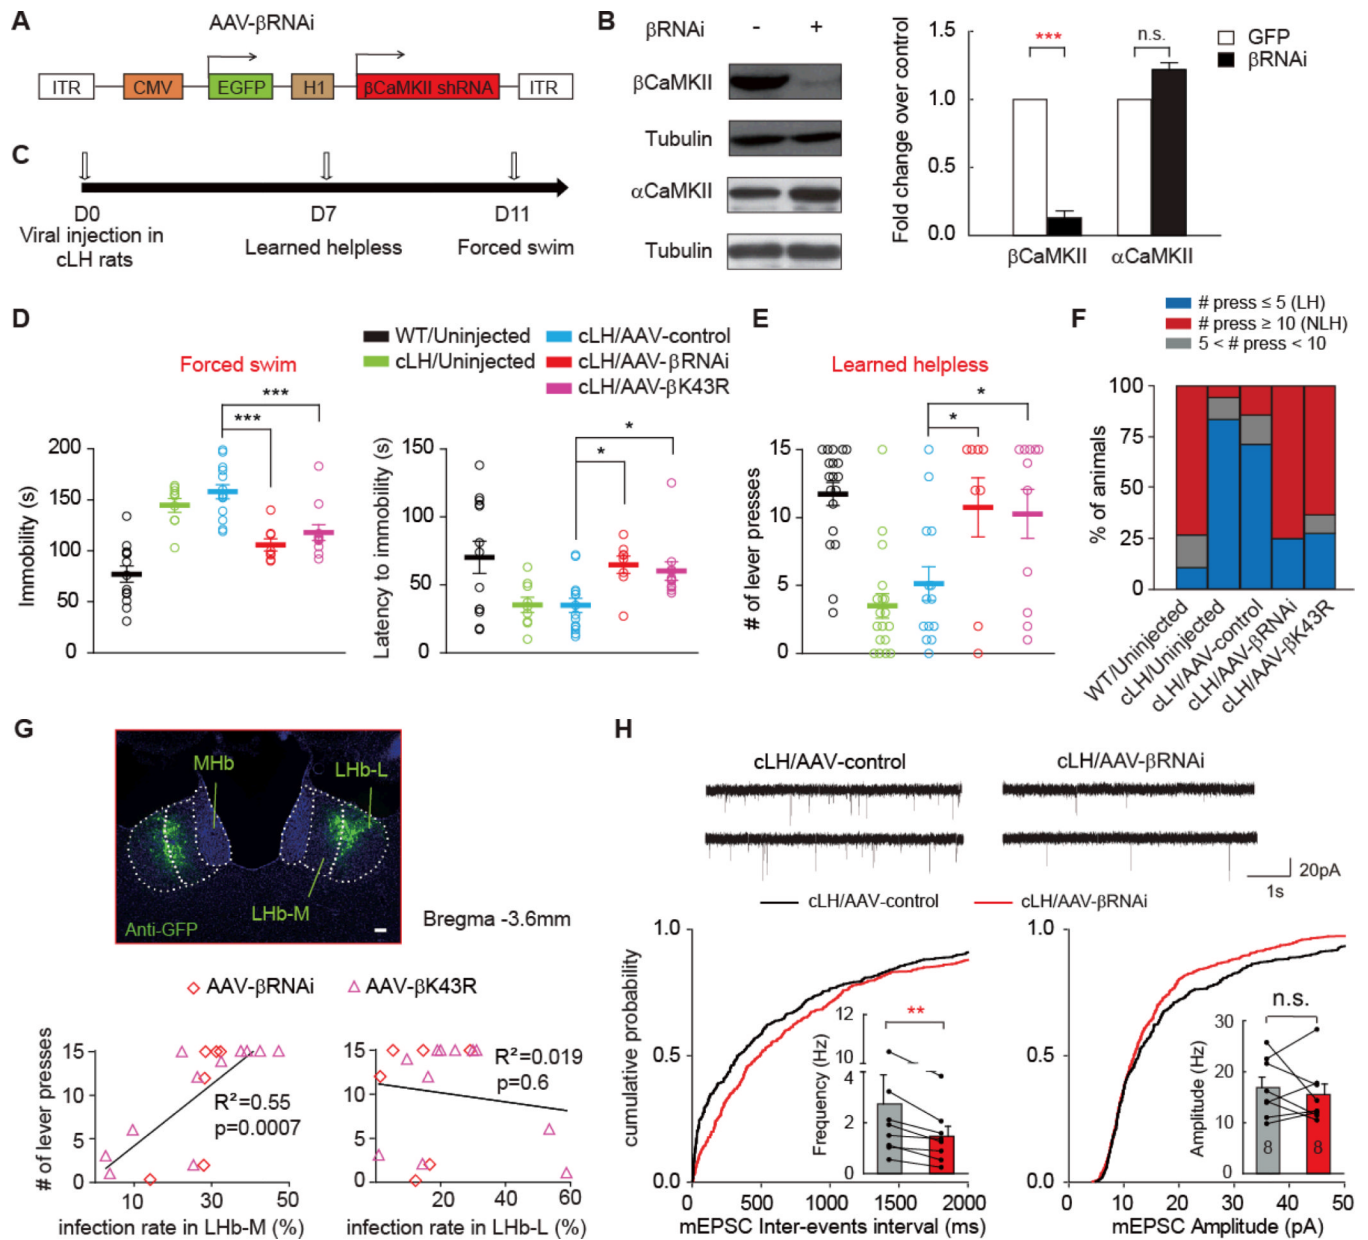 A
AAV-βRNAi
ITR CMV EGFP H1 βCaMKII shRNA ITR
B
βRNAi - +
βCaMKII
Tubulin
αCaMKII
Tubulin
Fold change over control
1.5
1.0
0.5
0.0
*** n.s.
GFP
βRNAi
βCaMKII αCaMKII
C
D0 D7 D11
Viral injection in
cLH rats
Learned helpless
Forced swim
D
Forced swim
WT/Uninjected
cLH/Uninjected
cLH/AAV-control
cLH/AAV-βRNAi
cLH/AAV-βK43R
Immobility (s)
200
150
100
50
0
***
***
Latency to immobility (s)
150
100
50
0
*
*
E
Learned helpless
# of lever presses
15
10
5
0
*
*
F
# press ≤ 5 (LH)
# press ≥ 10 (NLH)
5 < # press < 10
% of animals
100
75
50
25
0
WT/Uninjected
cLH/Uninjected
cLH/AAV-control
cLH/AAV-βRNAi
cLH/AAV-βK43R
G
MHb
LHb-L
LHb-M
Anti-GFP
Bregma -3.6mm
AAV-βRNAi AAV-βK43R
# of lever presses
15
10
5
0
R²=0.55
p=0.0007
10 30 50
infection rate in LHb-M (%)
15
10
5
0
R²=0.019
p=0.6
0 20 40 60
infection rate in LHb-L (%)
H
cLH/AAV-control cLH/AAV-βRNAi
20pA
1s
cLH/AAV-control cLH/AAV-βRNAi
cumulative probability
1.0
0.5
0.0
0 500 1000 1500 2000
mEPSC Inter-events interval (ms)
Frequency (Hz)
12
10
4
2
0
**
1.0
0.5
0.0
0 10 20 30 40 50
mEPSC Amplitude (pA)
Amplitude (Hz)
30
20
10
0
n.s.
8 8